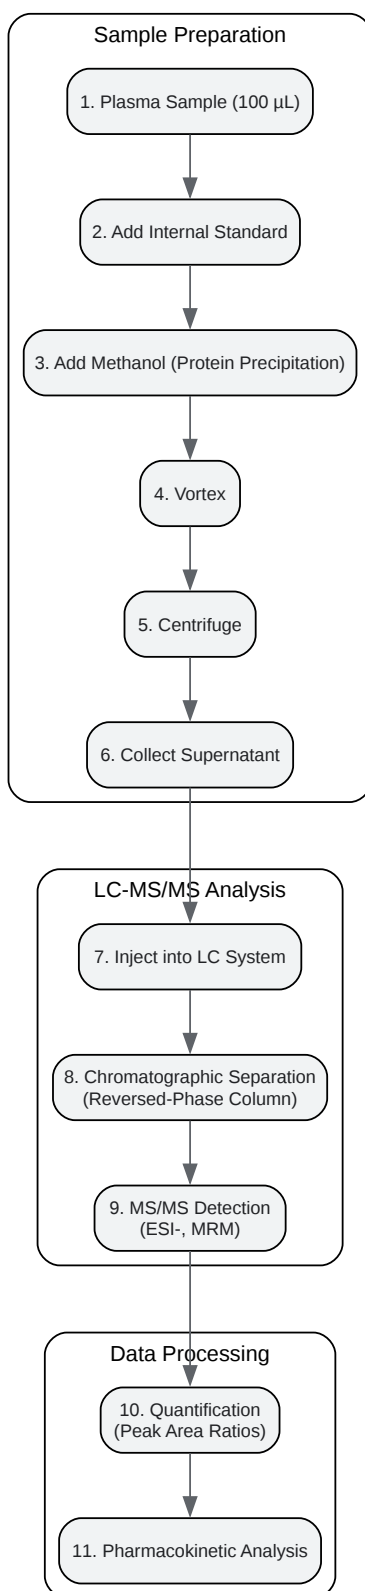 Sample Preparation
1. Plasma Sample (100 µL)
2. Add Internal Standard
3. Add Methanol (Protein Precipitation)
4. Vortex
5. Centrifuge
6. Collect Supernatant
LC-MS/MS Analysis
7. Inject into LC System
8. Chromatographic Separation
(Reversed-Phase Column)
9. MS/MS Detection
(ESI-, MRM)
Data Processing
10. Quantification
(Peak Area Ratios)
11. Pharmacokinetic Analysis